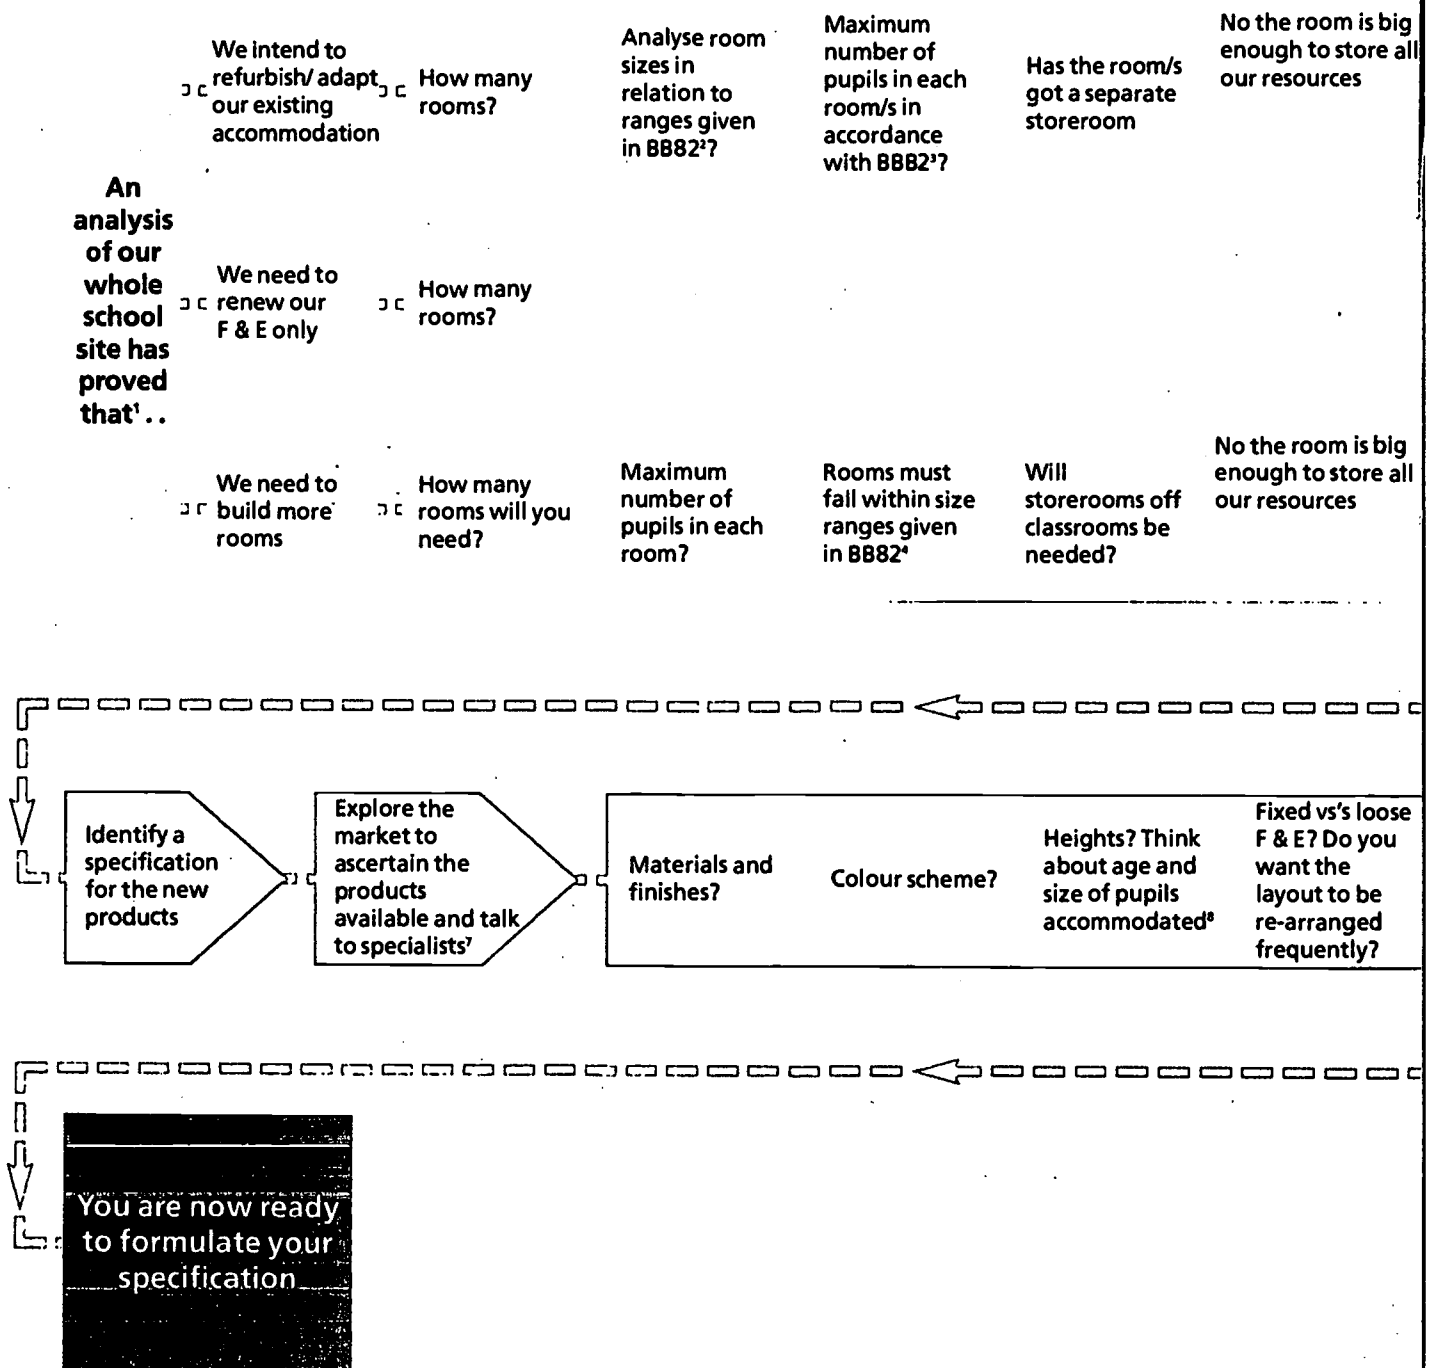 An
analysis
of our
whole
school
site has
proved
that¹ . .
We intend to
refurbish/ adapt
our existing
accommodation
How many
rooms?
Analyse room
sizes in
relation to
ranges given
in BB82²?
Maximum
number of
pupils in each
room/s in
accordance
with BBB2³?
Has the room/s
got a separate
storeroom
No the room is big
enough to store all
our resources
We need to
renew our
F & E only
How many
rooms?
We need to
build more
rooms
How many
rooms will you
need?
Maximum
number of
pupils in each
room?
Rooms must
fall within size
ranges given
in BB82⁴
Will
storerooms off
classrooms be
needed?
No the room is big
enough to store all
our resources
Identify a
specification
for the new
products
Explore the
market to
ascertain the
products
available and talk
to specialists⁷
Materials and
finishes?
Colour scheme?
Heights? Think
about age and
size of pupils
accommodated⁸
Fixed vs's loose
F & E? Do you
want the
layout to be
re-arranged
frequently?
You are now ready
to formulate your
specification